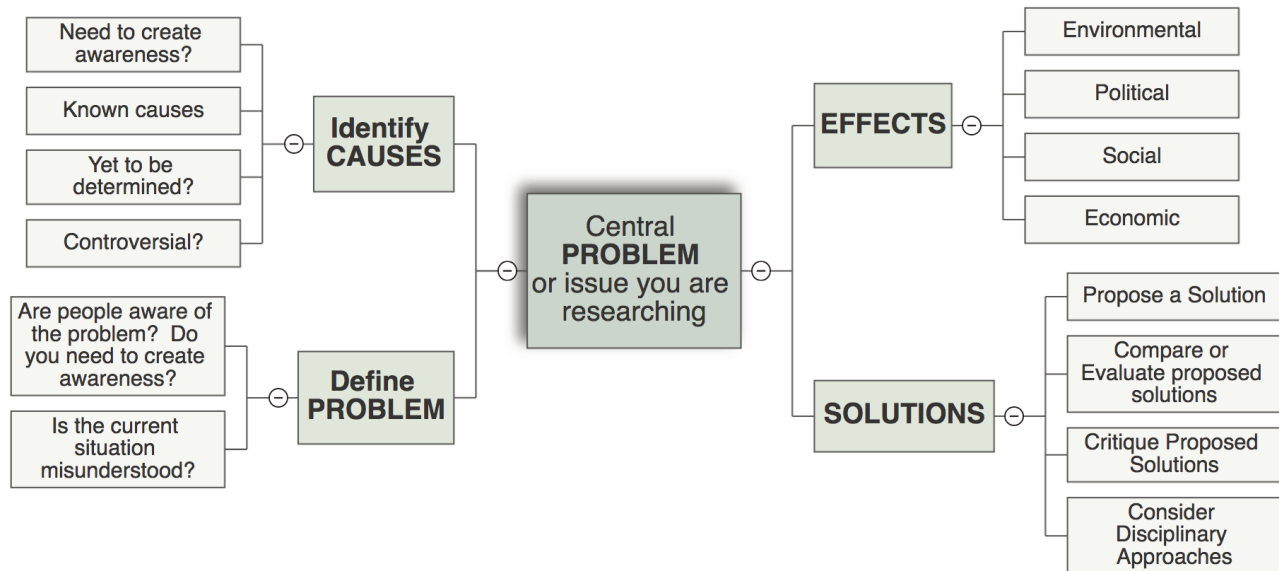 Need to create
awareness?
Known causes
Yet to be
determined?
Controversial?
Identify
CAUSES
Are people aware of
the problem?  Do
you need to create
awareness?
Is the current
situation
misunderstood?
Define
PROBLEM
Central
PROBLEM
or issue you are
researching
EFFECTS
Environmental
Political
Social
Economic
SOLUTIONS
Propose a Solution
Compare or
Evaluate proposed
solutions
Critique Proposed
Solutions
Consider
Disciplinary
Approaches